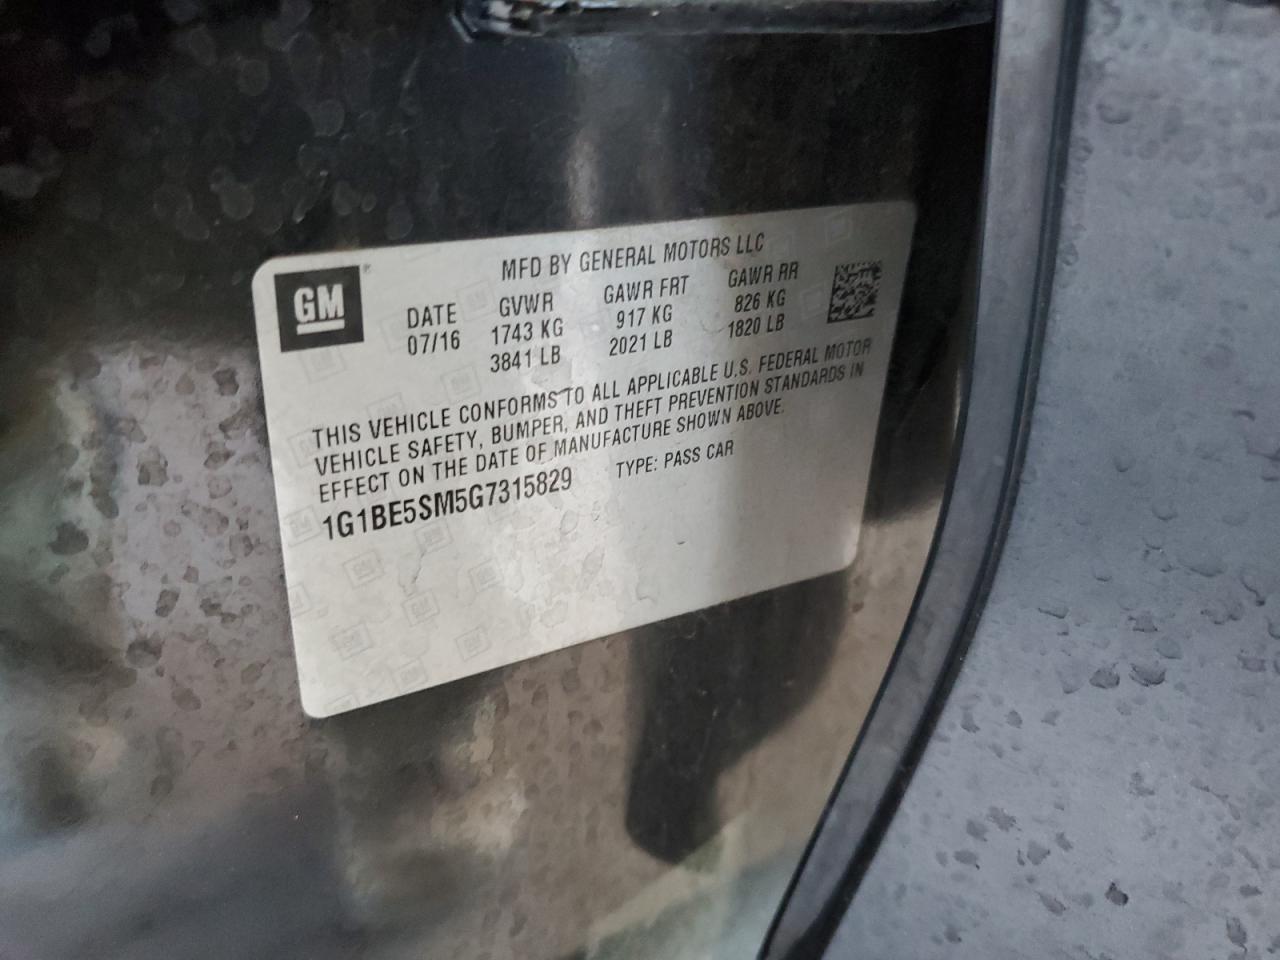 GM
MFD BY GENERAL MOTORS LLC
DATE GVWR GAWR FRT GAWR RR
07/16 1743 KG 917 KG 826 KG
3841 LB 2021 LB 1820 LB
THIS VEHICLE CONFORMS TO ALL APPLICABLE U.S. FEDERAL MOTOR
VEHICLE SAFETY, BUMPER, AND THEFT PREVENTION STANDARDS IN
EFFECT ON THE DATE OF MANUFACTURE SHOWN ABOVE.
1G1BE5SM5G7315829 TYPE: PASS CAR